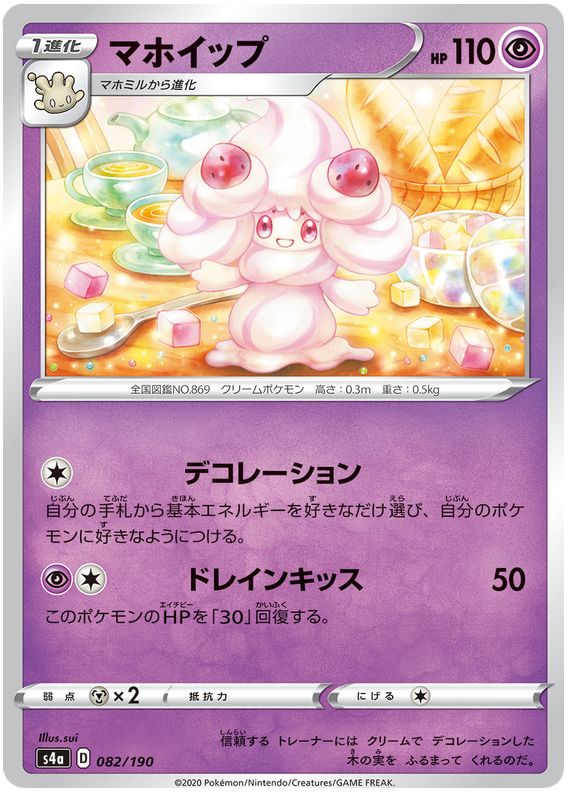 1進化
マホイップ
HP 110
マホミルから進化
全国図鑑NO.869 クリームポケモン 高さ:0.3m 重さ:0.5kg
デコレーション
自分の手札から基本エネルギーを好きなだけ選び、自分のポケ
モンに好きなようにつける。
ドレインキッス 50
このポケモンのHPを「30」回復する。
弱点 ×2 抵抗力 にげる
Illus.sui
s4a D 082/190
信頼する トレーナーには クリームで デコレーションした
木の実を ふるまって くれるのだ。
©2020 Pokémon/Nintendo/Creatures/GAME FREAK.